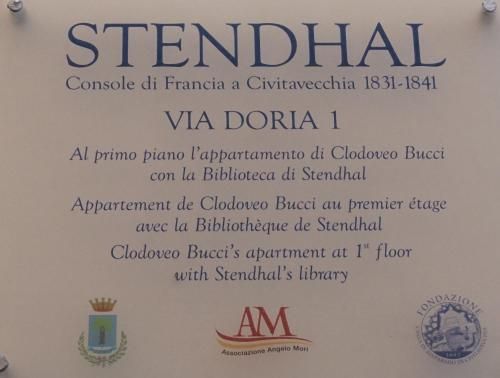 STENDHAL
Console di Francia a Civitavecchia 1831-1841
VIA DORIA 1
Al primo piano l'appartamento di Clodoveo Bucci
con la Biblioteca di Stendhal
Appartement de Clodoveo Bucci au premier étage
avec la Bibliothèque de Stendhal
Clodoveo Bucci's apartment at 1st floor
with Stendhal's library
AM
Associazione Angelo Mori
FONDAZIONE